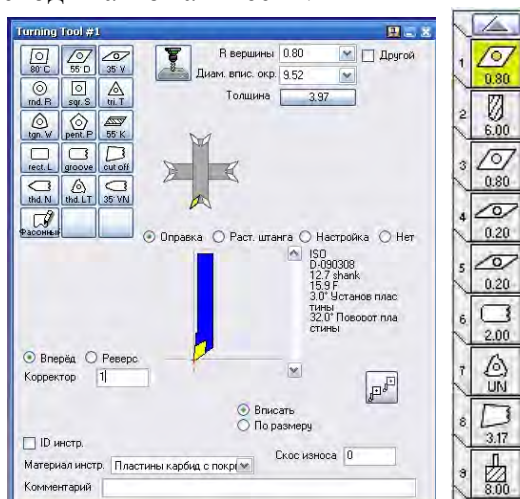 Turning Tool #1
80° C
55° D
35° V
rnd. R
sqr. S
tri. T
tgn. W
pent. P
55° K
rect. L
groove
cut off
thd. N
thd. LT
35° VN
Фасонный
R вершины 0.80
Другой
Диам. впис. окр. 9.52
Толщина 3.97
Оправка Раст. штанга Настройка Нет
ISO
D-090308
12.7 shank
15.9 F
3.0° Установ плас
тины
32.0° Поворот пла
стины
Вперёд Реверс
Корректор 1
Вписать
По размеру
ID инстр.
Материал инстр. Пластины карбид с покры
Скос износа 0
Комментарий
1 0.80
2 6.00
3 0.80
4 0.20
5 0.20
6 2.00
7 UN
8 3.17
9 8.00